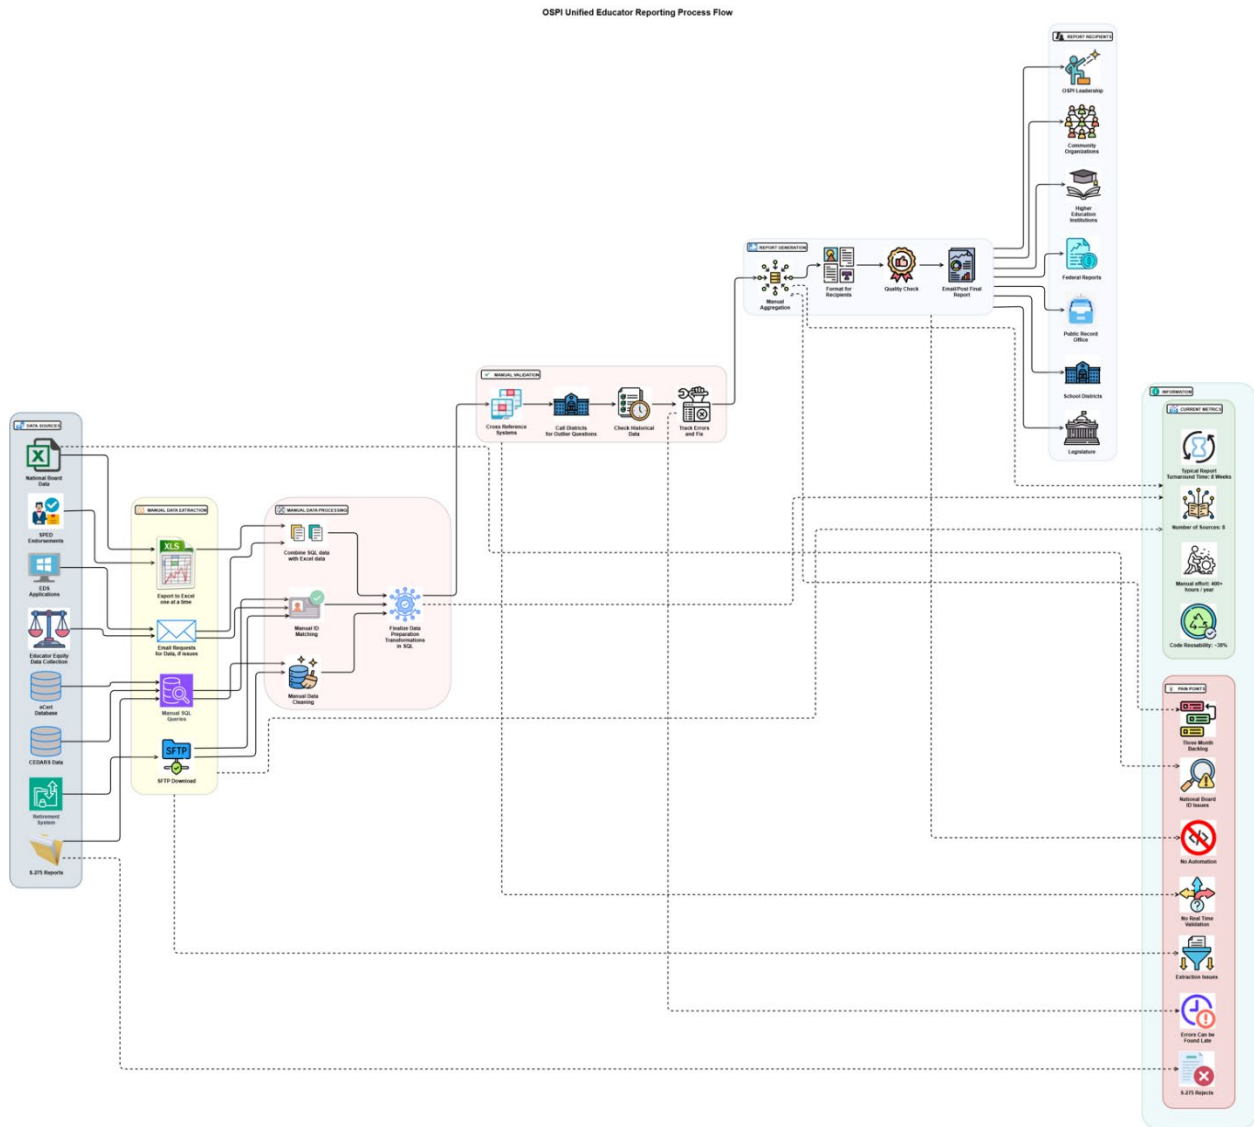 OSPI Unified Educator Reporting Process Flow
REPORT RECIPIENTS
OSPI Leadership
Community
Organizations
Higher
Education
Institutions
Federal Reports
Public Record
Office
School Districts
Legislature
REPORT GENERATION
Manual
Aggregation
Format for
Recipients
Quality Check
Email/Post Final
Report
MANUAL VALIDATION
Cross Reference
Systems
Call Districts
for Outlier Questions
Check Historical
Data
Track Errors
and Fix
DATA SOURCES
National Board
Data
SPED
Endorsements
EDS
Applications
Educator Equity
Data Collection
eCert
Database
CEDARS Data
Retirement
System
S-275 Reports
MANUAL DATA EXTRACTION
XLS
Export to Excel
one at a time
Email Requests
for Data, if issues
Manual SQL
Queries
SFTP
SFTP Download
MANUAL DATA PROCESSING
Combine SQL data
with Excel data
Manual ID
Matching
Manual Data
Cleaning
Finalize Data
Preparation
Transformations
in SQL
INFORMATION
CURRENT METRICS
Typical Report
Turnaround Time: 8 Weeks
Number of Sources: 8
Manual effort: 400+
hours / year
Code Reusability: ~30%
PAIN POINTS
Three Month
Backlog
National Board
ID Issues
No Automation
No Real Time
Validation
Extraction Issues
Errors Can be
Found Late
S-275 Rejects